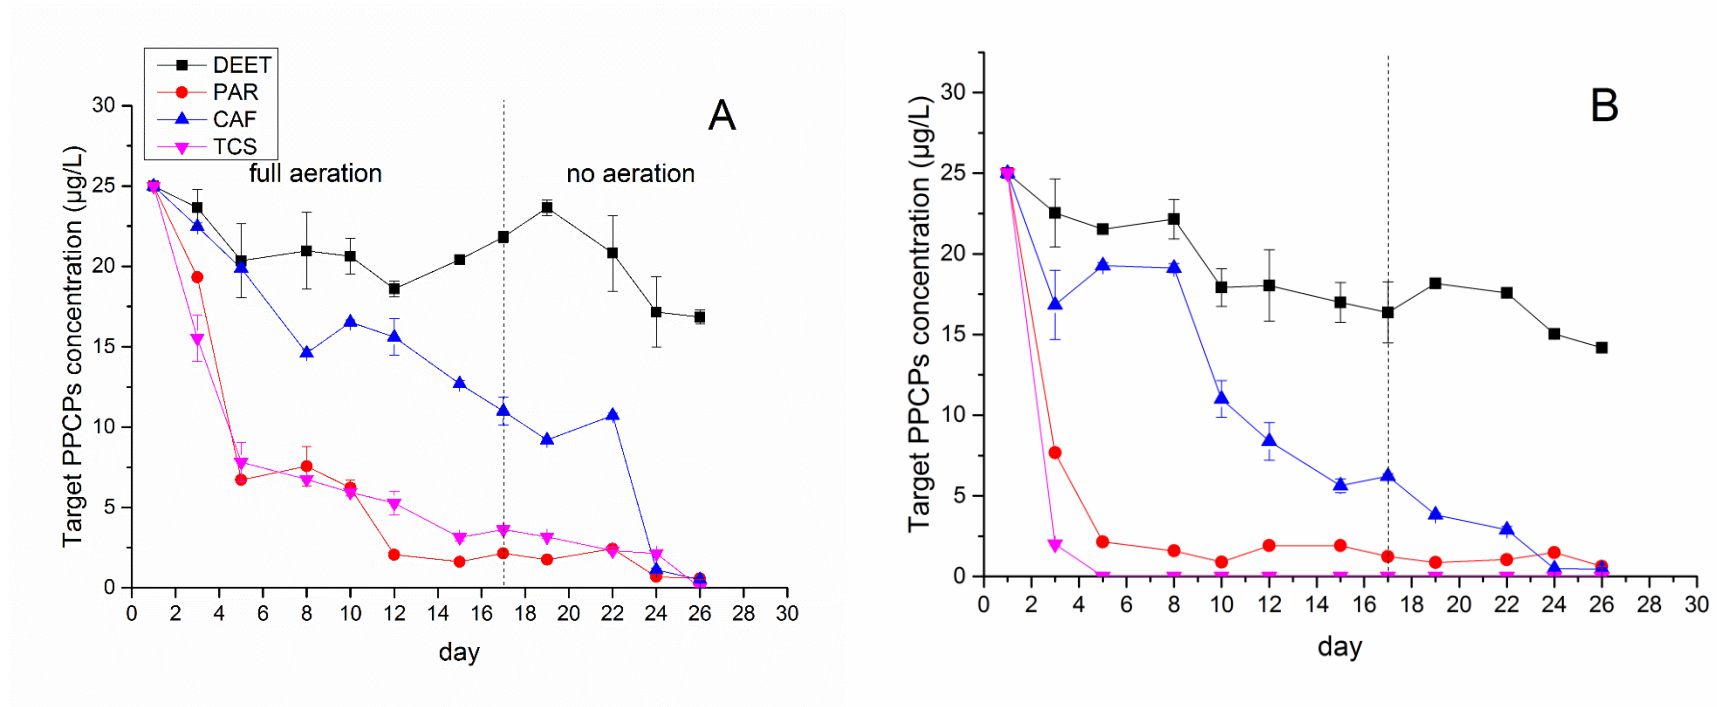 DEET
PAR
CAF
TCS
A
full aeration
no aeration
Target PPCPs concentration (µg/L)
30
25
20
15
10
5
0
0 2 4 6 8 10 12 14 16 18 20 22 24 26 28 30
day
B
Target PPCPs concentration (µg/L)
30
25
20
15
10
5
0
0 2 4 6 8 10 12 14 16 18 20 22 24 26 28 30
day